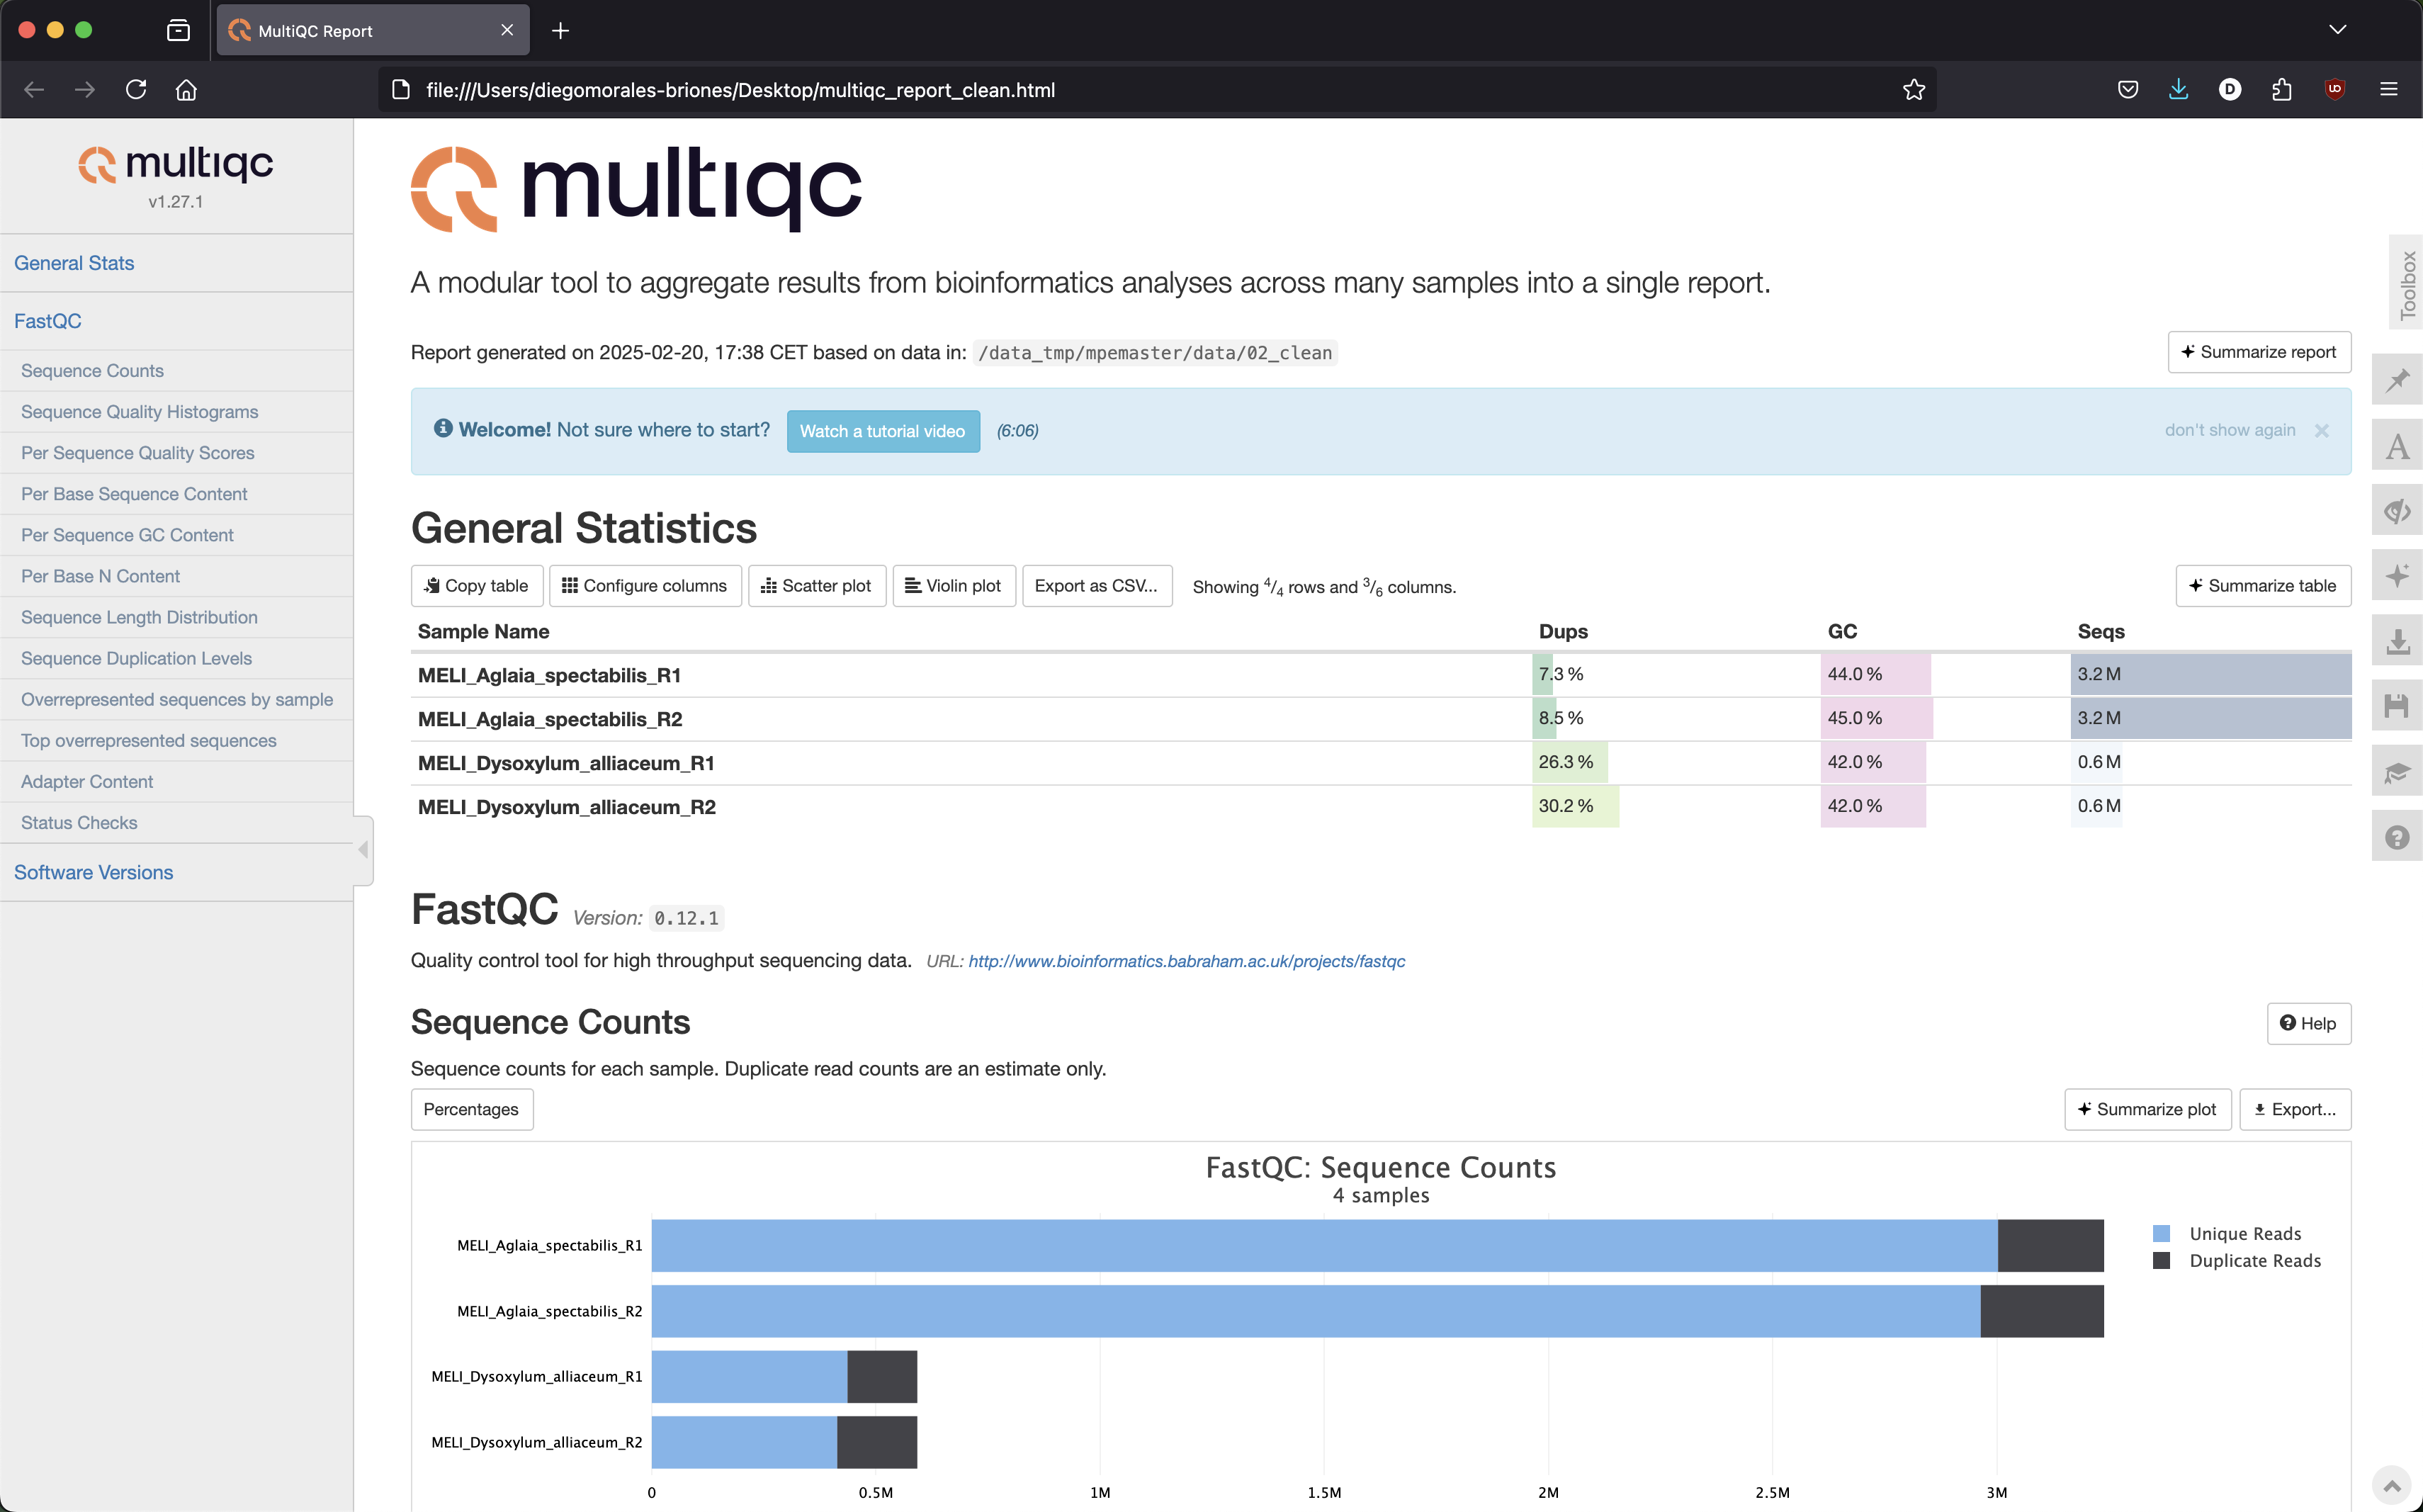 MultiQC Report
file:///Users/diegomorales-briones/Desktop/multiqc_report_clean.html
D
UO
multiqc
v1.27.1
General Stats
FastQC
Sequence Counts
Sequence Quality Histograms
Per Sequence Quality Scores
Per Base Sequence Content
Per Sequence GC Content
Per Base N Content
Sequence Length Distribution
Sequence Duplication Levels
Overrepresented sequences by sample
Top overrepresented sequences
Adapter Content
Status Checks
Software Versions
multiqc
A modular tool to aggregate results from bioinformatics analyses across many samples into a single report.
Report generated on 2025-02-20, 17:38 CET based on data in: /data_tmp/mpemaster/data/02_clean
Summarize report
Welcome! Not sure where to start? Watch a tutorial video (6:06) don't show again
General Statistics
Copy table Configure columns Scatter plot Violin plot Export as CSV... Showing 4/4 rows and 3/6 columns. Summarize table
Sample Name Dups GC Seqs
MELI_Aglaia_spectabilis_R1 7.3 % 44.0 % 3.2 M
MELI_Aglaia_spectabilis_R2 8.5 % 45.0 % 3.2 M
MELI_Dysoxylum_alliaceum_R1 26.3 % 42.0 % 0.6 M
MELI_Dysoxylum_alliaceum_R2 30.2 % 42.0 % 0.6 M
FastQC Version: 0.12.1
Quality control tool for high throughput sequencing data. URL: http://www.bioinformatics.babraham.ac.uk/projects/fastqc
Sequence Counts
Help
Sequence counts for each sample. Duplicate read counts are an estimate only.
Percentages Summarize plot Export...
FastQC: Sequence Counts
4 samples
MELI_Aglaia_spectabilis_R1
MELI_Aglaia_spectabilis_R2
MELI_Dysoxylum_alliaceum_R1
MELI_Dysoxylum_alliaceum_R2
0 0.5M 1M 1.5M 2M 2.5M 3M
Unique Reads
Duplicate Reads
Toolbox
A